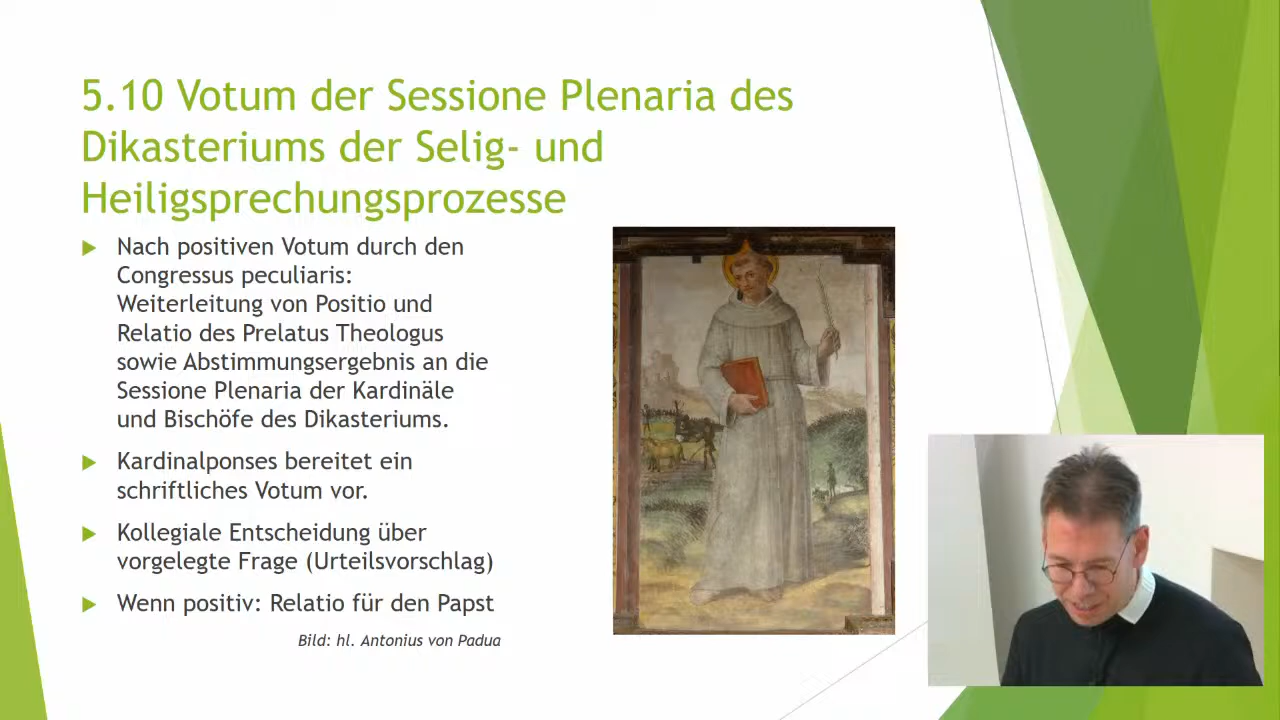 5.10 Votum der Sessione Plenaria des
Dikasteriums der Selig- und
Heiligsprechungsprozesse
Nach positiven Votum durch den
Congressus peculiaris:
Weiterleitung von Positio und
Relatio des Prelatus Theologus
sowie Abstimmungsergebnis an die
Sessione Plenaria der Kardinäle
und Bischöfe des Dikasteriums.
Kardinalponses bereitet ein
schriftliches Votum vor.
Kollegiale Entscheidung über
vorgelegte Frage (Urteilsvorschlag)
Wenn positiv: Relatio für den Papst
Bild: hl. Antonius von Padua